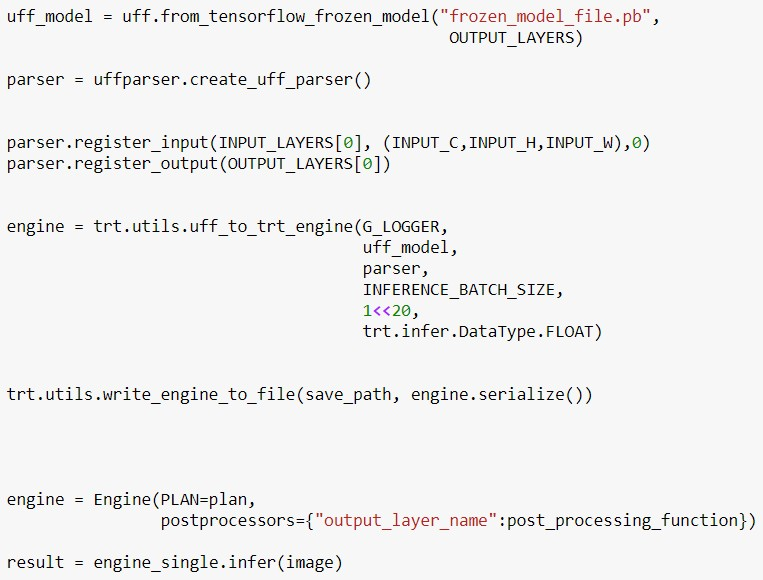 uff_model = uff.from_tensorflow_frozen_model("frozen_model_file.pb",
OUTPUT_LAYERS)
parser = uffparser.create_uff_parser()
parser.register_input(INPUT_LAYERS[0], (INPUT_C,INPUT_H,INPUT_W),0)
parser.register_output(OUTPUT_LAYERS[0])
engine = trt.utils.uff_to_trt_engine(G_LOGGER,
uff_model,
parser,
INFERENCE_BATCH_SIZE,
1<<20,
trt.infer.DataType.FLOAT)
trt.utils.write_engine_to_file(save_path, engine.serialize())
engine = Engine(PLAN=plan,
postprocessors={"output_layer_name":post_processing_function})
result = engine_single.infer(image)